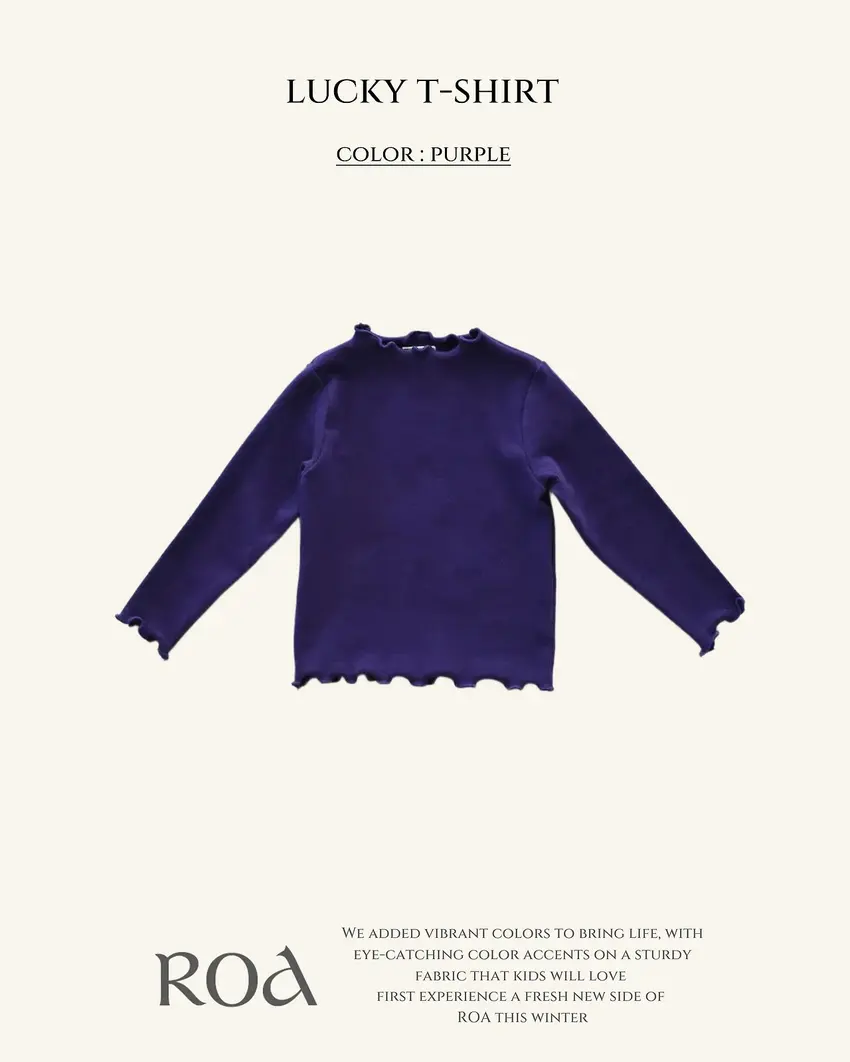 LUCKY T-SHIRT
COLOR : PURPLE
ROA
WE ADDED VIBRANT COLORS TO BRING LIFE, WITH
EYE-CATCHING COLOR ACCENTS ON A STURDY
FABRIC THAT KIDS WILL LOVE
FIRST EXPERIENCE A FRESH NEW SIDE OF
ROA THIS WINTER